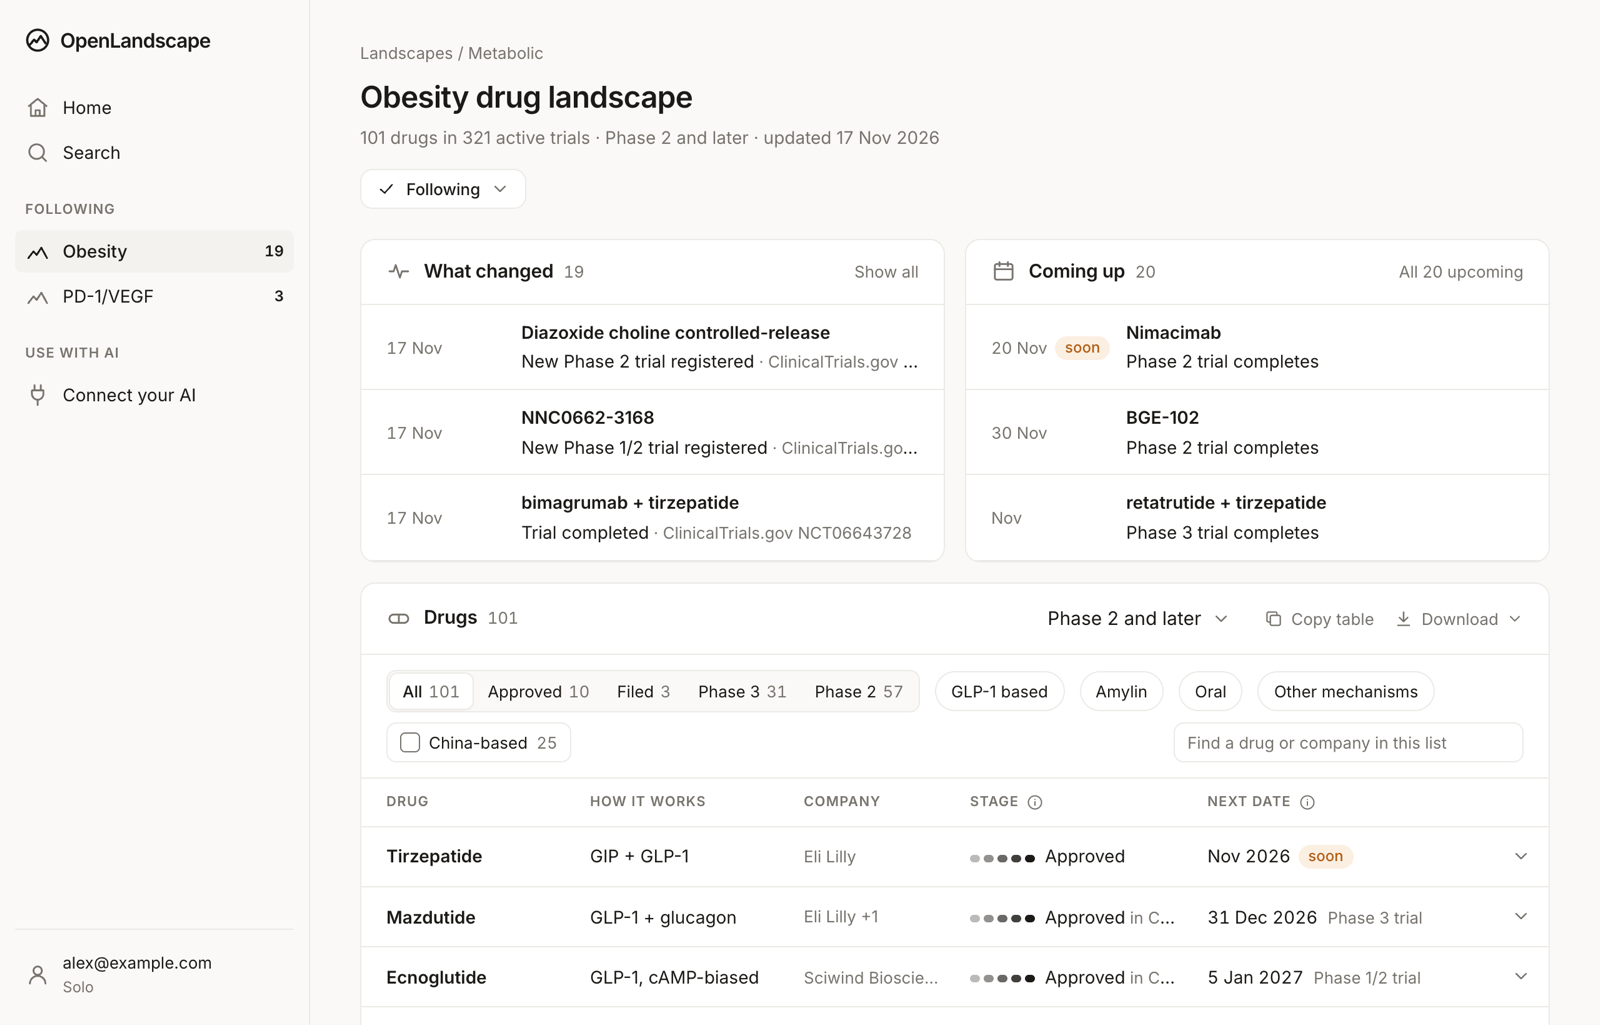 OpenLandscape
Home
Search
FOLLOWING
Obesity 19
PD-1/VEGF 3
USE WITH AI
Connect your AI
alex@example.com
Solo
Landscapes / Metabolic
Obesity drug landscape
101 drugs in 321 active trials · Phase 2 and later · updated 17 Nov 2026
Following
What changed 19 Show all
17 Nov
Diazoxide choline controlled-release
New Phase 2 trial registered · ClinicalTrials.gov ...
17 Nov
NNC0662-3168
New Phase 1/2 trial registered · ClinicalTrials.go...
17 Nov
bimagrumab + tirzepatide
Trial completed · ClinicalTrials.gov NCT06643728
Coming up 20 All 20 upcoming
20 Nov soon
Nimacimab
Phase 2 trial completes
30 Nov
BGE-102
Phase 2 trial completes
Nov
retatrutide + tirzepatide
Phase 3 trial completes
Drugs 101 Phase 2 and later Copy table Download
All 101 Approved 10 Filed 3 Phase 3 31 Phase 2 57 GLP-1 based Amylin Oral Other mechanisms
China-based 25 Find a drug or company in this list
DRUG HOW IT WORKS COMPANY STAGE NEXT DATE
Tirzepatide GIP + GLP-1 Eli Lilly Approved Nov 2026 soon
Mazdutide GLP-1 + glucagon Eli Lilly +1 Approved in C... 31 Dec 2026 Phase 3 trial
Ecnoglutide GLP-1, cAMP-biased Sciwind Bioscie... Approved in C... 5 Jan 2027 Phase 1/2 trial